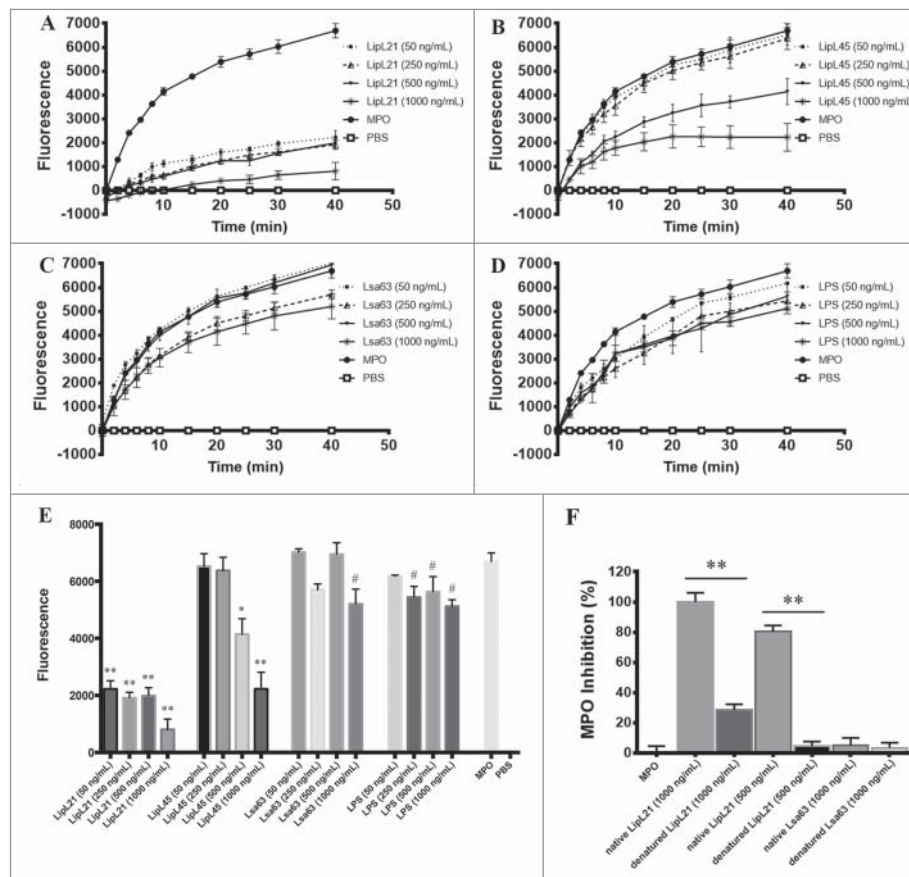 A
7000
6000
5000
4000
3000
2000
1000
0
-1000
Fluorescence
10 20 30 40 50
Time (min)
LipL21 (50 ng/mL)
LipL21 (250 ng/mL)
LipL21 (500 ng/mL)
LipL21 (1000 ng/mL)
MPO
PBS
B
7000
6000
5000
4000
3000
2000
1000
0
-1000
Fluorescence
10 20 30 40 50
Time (min)
LipL45 (50 ng/mL)
LipL45 (250 ng/mL)
LipL45 (500 ng/mL)
LipL45 (1000 ng/mL)
MPO
PBS
C
7000
6000
5000
4000
3000
2000
1000
0
-1000
Fluorescence
10 20 30 40 50
Time (min)
Lsa63 (50 ng/mL)
Lsa63 (250 ng/mL)
Lsa63 (500 ng/mL)
Lsa63 (1000 ng/mL)
MPO
PBS
D
7000
6000
5000
4000
3000
2000
1000
0
-1000
Fluorescence
10 20 30 40 50
Time (min)
LPS (50 ng/mL)
LPS (250 ng/mL)
LPS (500 ng/mL)
LPS (1000 ng/mL)
MPO
PBS
E
8000
6000
4000
2000
0
Fluorescence
** ** ** ** * ** # # # #
LipL21 (50 ng/mL)
LipL21 (250 ng/mL)
LipL21 (500 ng/mL)
LipL21 (1000 ng/mL)
LipL45 (50 ng/mL)
LipL45 (250 ng/mL)
LipL45 (500 ng/mL)
LipL45 (1000 ng/mL)
Lsa63 (50 ng/mL)
Lsa63 (250 ng/mL)
Lsa63 (500 ng/mL)
Lsa63 (1000 ng/mL)
LPS (50 ng/mL)
LPS (250 ng/mL)
LPS (500 ng/mL)
LPS (1000 ng/mL)
MPO
PBS
F
120
100
80
60
40
20
0
MPO Inhibition (%)
**
**
MPO
native LipL21 (1000 ng/mL)
denatured LipL21 (1000 ng/mL)
native LipL21 (500 ng/mL)
denatured LipL21 (500 ng/mL)
native Lsa63 (1000 ng/mL)
denatured Lsa63 (1000 ng/mL)